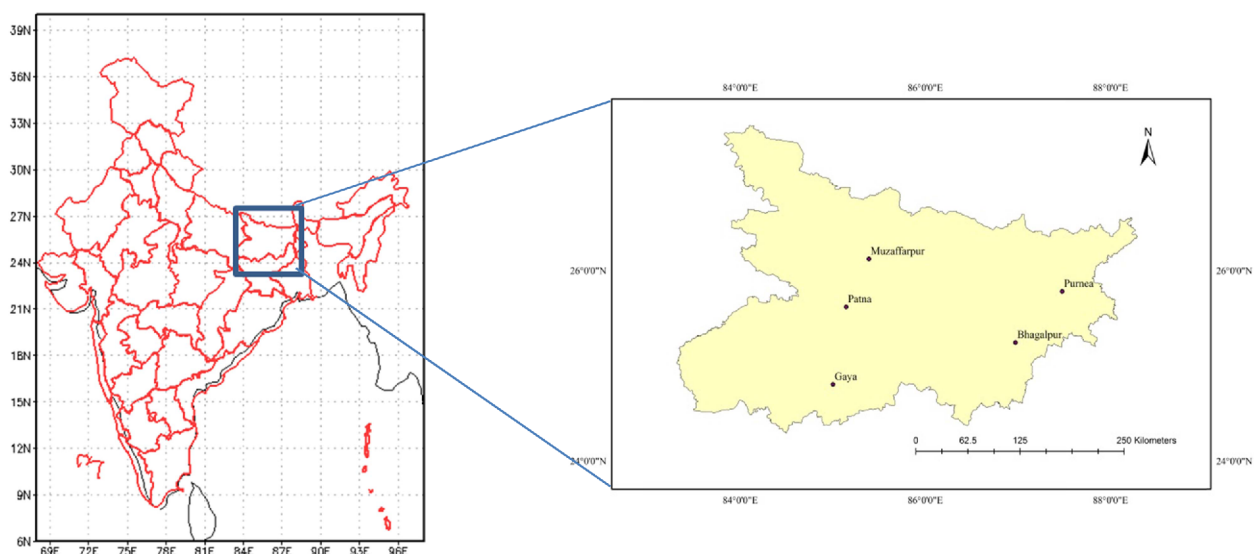 39N
36N
33N
30N
27N
24N
21N
18N
15N
12N
9N
6N
69E 72E 75E 78E 81E 84E 87E 90E 93E 96E
84°0'0"E 86°0'0"E 88°0'0"E
N
Muzaffarpur
26°0'0"N 26°0'0"N
Purnea
Patna
Bhagalpur
Gaya
0 62.5 125 250 Kilometers
24°0'0"N 24°0'0"N
84°0'0"E 86°0'0"E 88°0'0"E